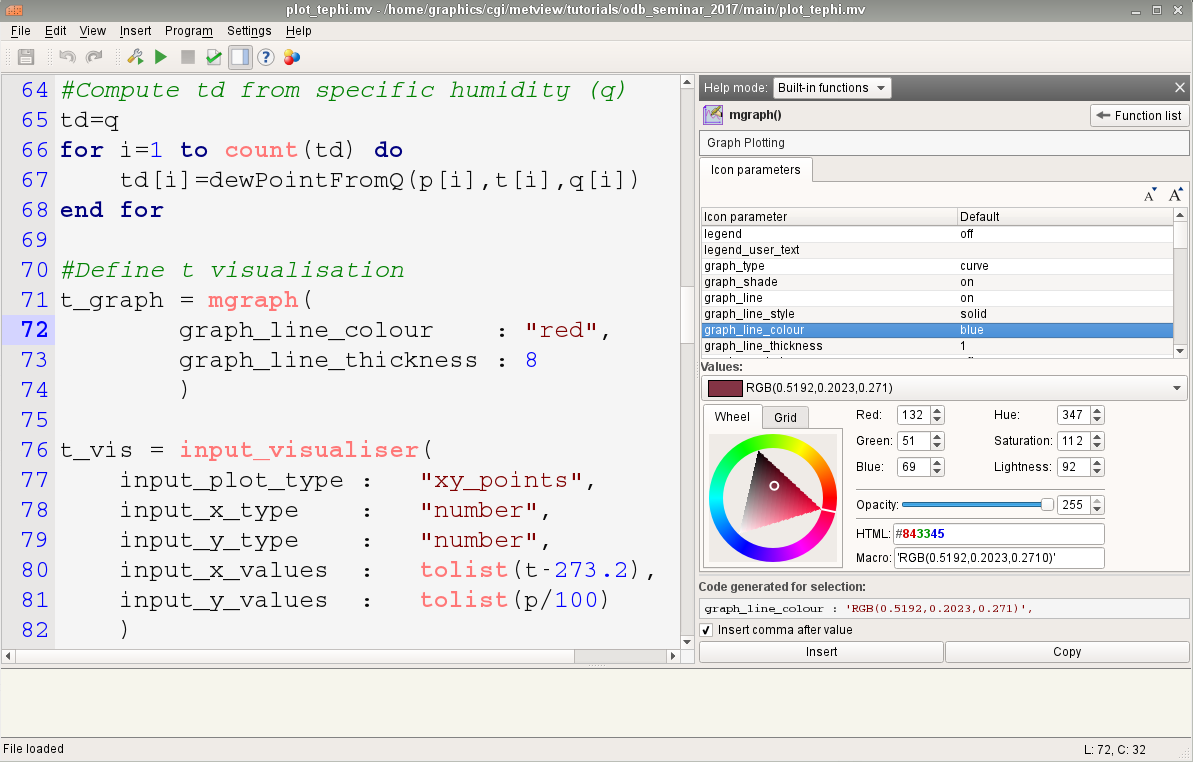 plot_tephi.mv - /home/graphics/cgi/metview/tutorials/odb_seminar_2017/main/plot_tephi.mv
File Edit View Insert Program Settings Help
64 #Compute td from specific humidity (q)
65 td=q
66 for i=1 to count(td) do
67 td[i]=dewPointFromQ(p[i],t[i],q[i])
68 end for
69
70 #Define t visualisation
71 t_graph = mgraph(
72 graph_line_colour : "red",
73 graph_line_thickness : 8
74 )
75
76 t_vis = input_visualiser(
77 input_plot_type : "xy_points",
78 input_x_type : "number",
79 input_y_type : "number",
80 input_x_values : tolist(t-273.2),
81 input_y_values : tolist(p/100)
82 )
Help mode: Built-in functions
mgraph() Function list
Graph Plotting
Icon parameters
A A
Icon parameter Default
legend off
legend_user_text
graph_type curve
graph_shade on
graph_line on
graph_line_style solid
graph_line_colour blue
graph_line_thickness 1
Values:
RGB(0.5192,0.2023,0.271)
Wheel Grid
Red: 132 Hue: 347
Green: 51 Saturation: 112
Blue: 69 Lightness: 92
Opacity: 255
HTML: #843345
Macro: 'RGB(0.5192,0.2023,0.2710)'
Code generated for selection:
graph_line_colour : 'RGB(0.5192,0.2023,0.271)',
Insert comma after value
Insert Copy
File loaded L: 72, C: 32